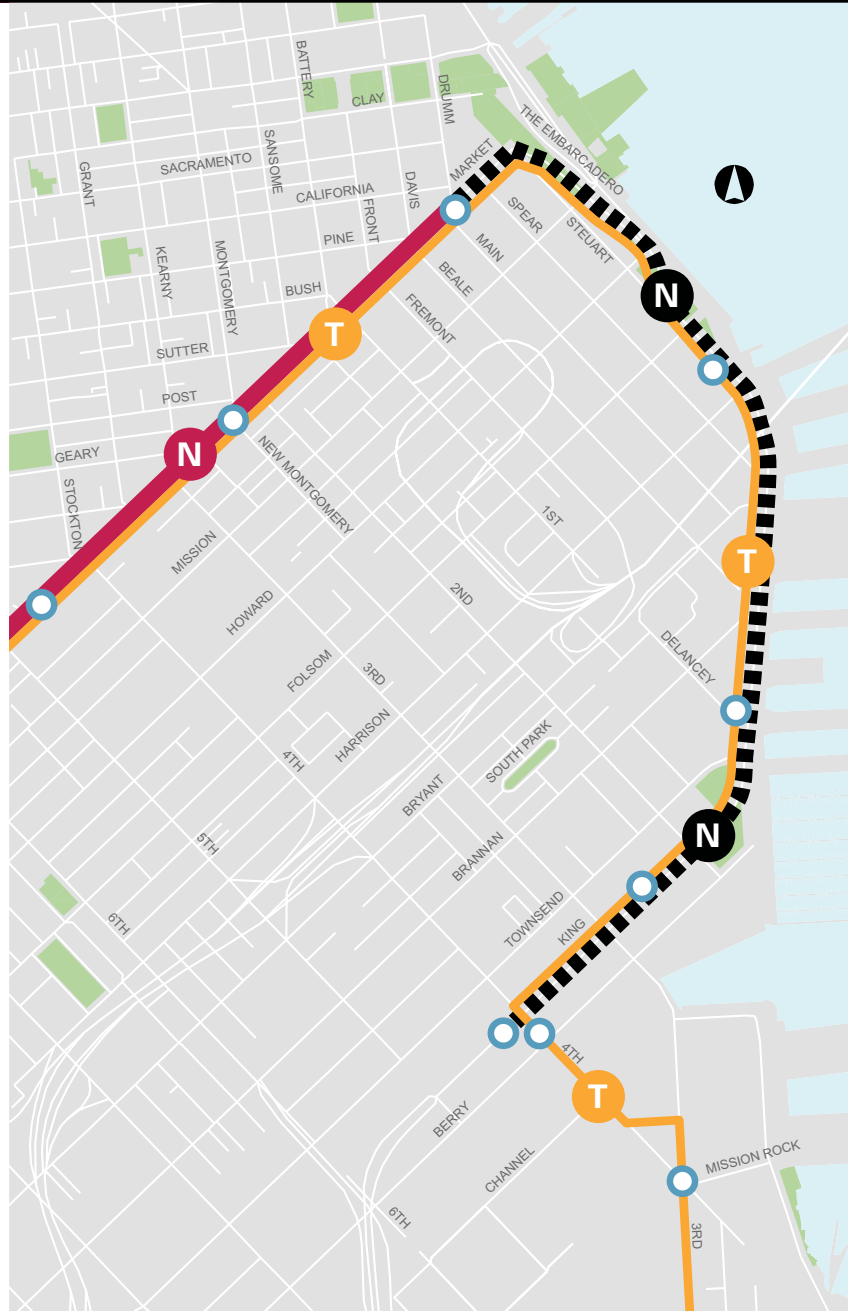 BATTERY
CLAY
DRUMM
THE EMBARCADERO
MARKET
SANSOME
SACRAMENTO
GRANT
CALIFORNIA
DAVIS
FRONT
SPEAR
STEUART
PINE
MAIN
KEARNY
MONTGOMERY
BEALE
BUSH
N
FREMONT
T
SUTTER
POST
N
GEARY
NEW MONTGOMERY
STOCKTON
1ST
MISSION
T
2ND
HOWARD
DELANCEY
FOLSOM
3RD
HARRISON
SOUTH PARK
4TH
BRYANT
N
5TH
BRANNAN
6TH
TOWNSEND
KING
4TH
T
BERRY
MISSION ROCK
CHANNEL
6TH
3RD